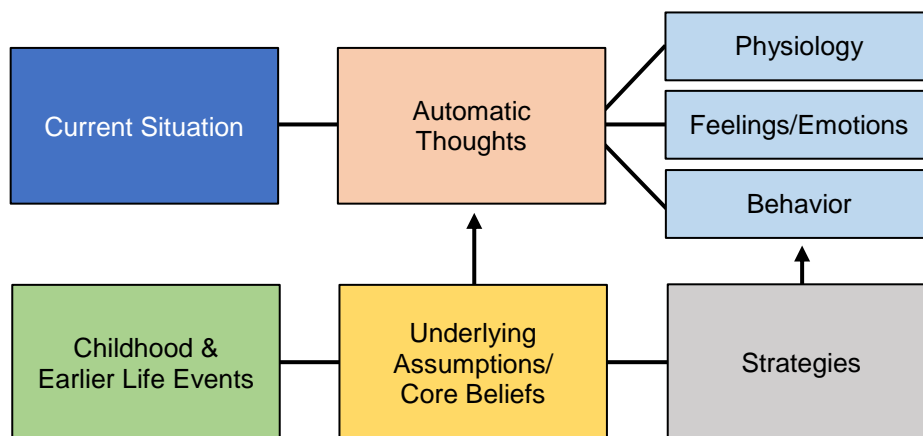 Current Situation
Automatic
Thoughts
Physiology
Feelings/Emotions
Behavior
Childhood &
Earlier Life Events
Underlying
Assumptions/
Core Beliefs
Strategies